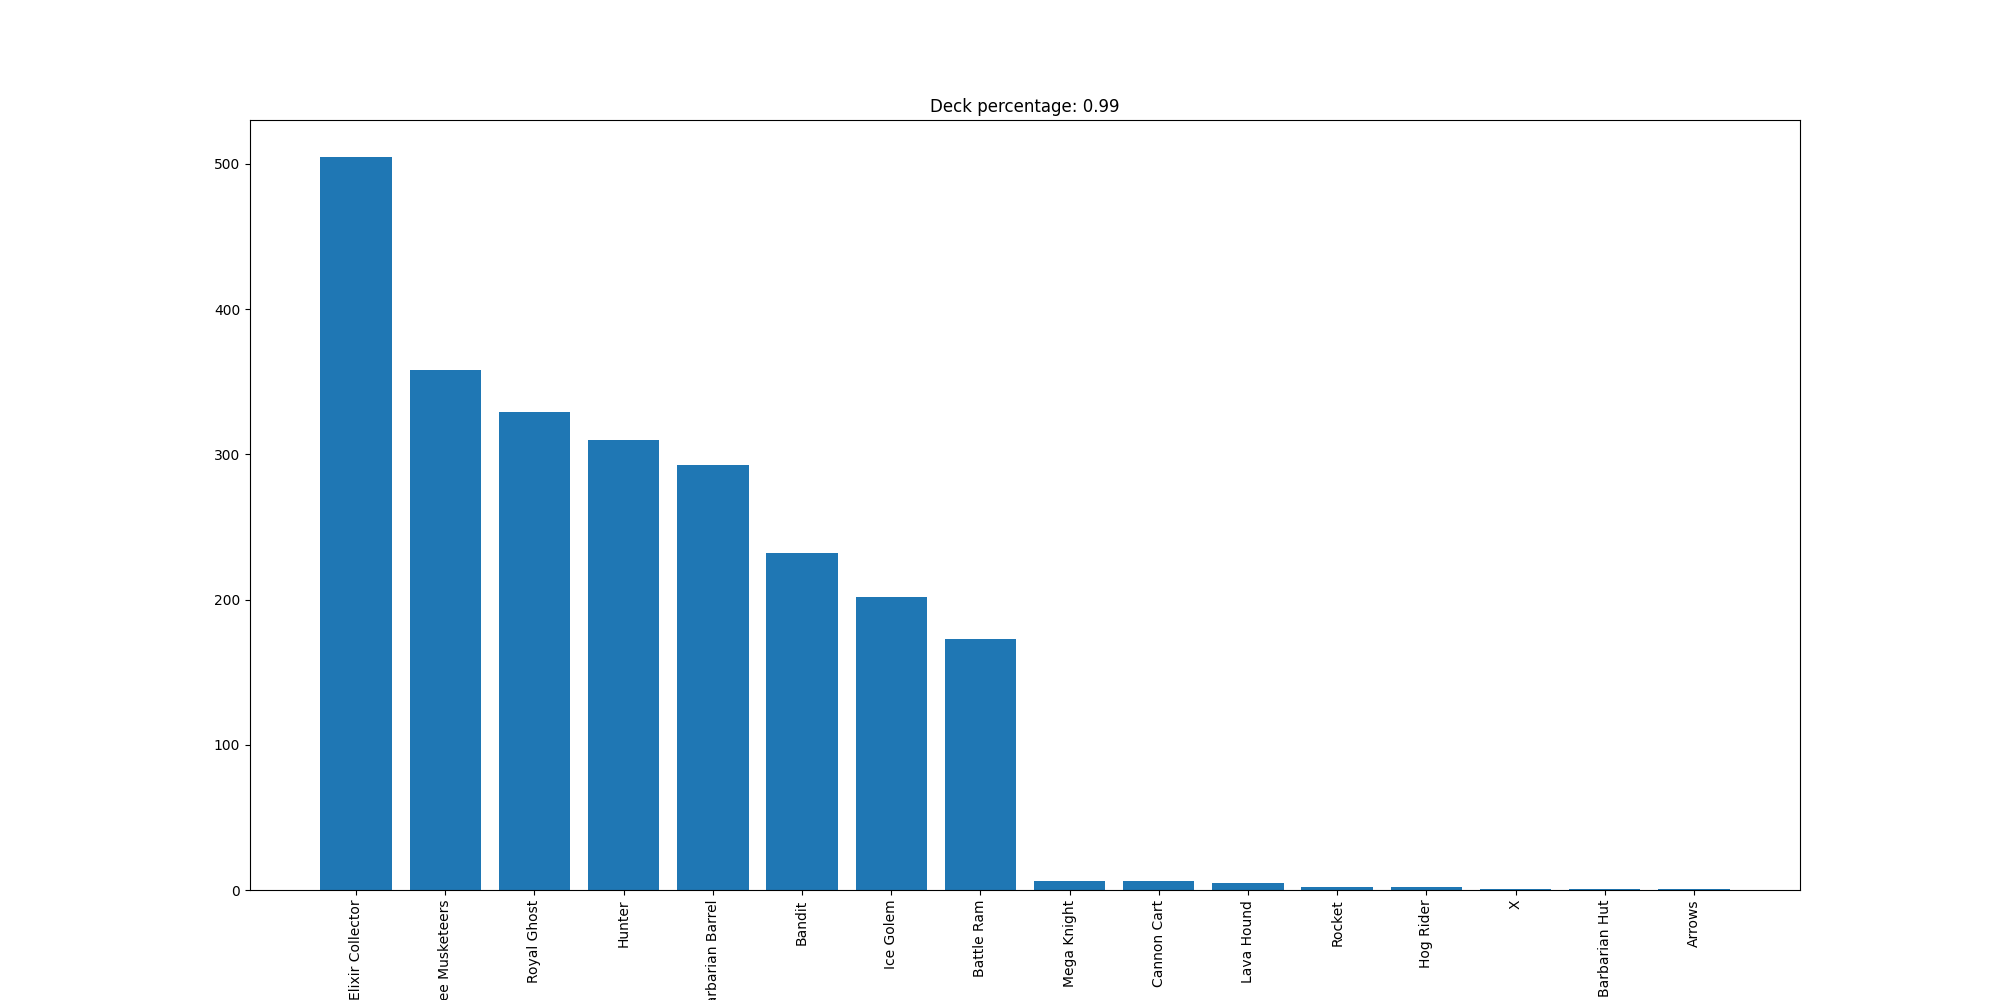 Deck percentage: 0.99
500
400
300
200
100
0
Elixir Collector
ee Musketeers
Royal Ghost
Hunter
arbarian Barrel
Bandit
Ice Golem
Battle Ram
Mega Knight
Cannon Cart
Lava Hound
Rocket
Hog Rider
X
Barbarian Hut
Arrows